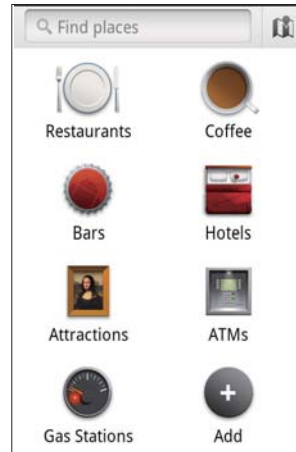 Find places
Restaurants Coffee
Bars Hotels
Attractions ATMs
Gas Stations Add